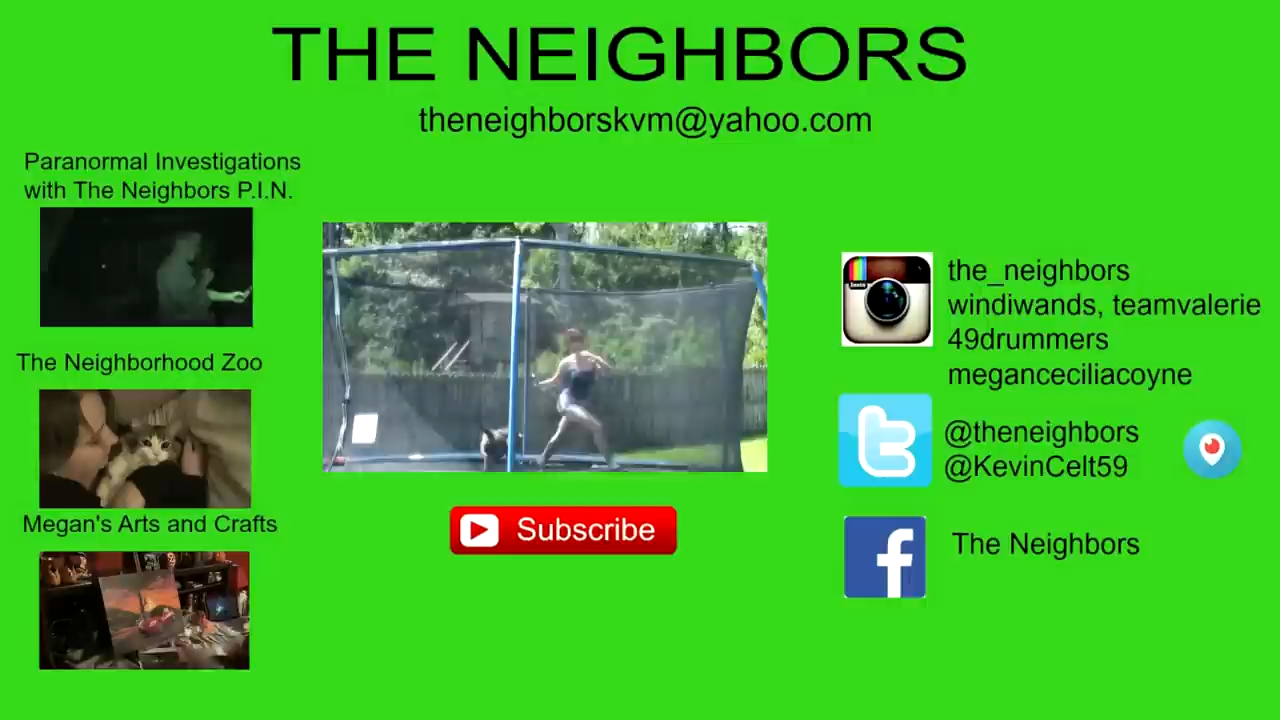 THE NEIGHBORS
theneighborskvm@yahoo.com
Paranormal Investigations
with The Neighbors P.I.N.
The Neighborhood Zoo
Megan's Arts and Crafts
Subscribe
the_neighbors
windiwands, teamvalerie
49drummers
meganceciliacoyne
@theneighbors
@KevinCelt59
The Neighbors